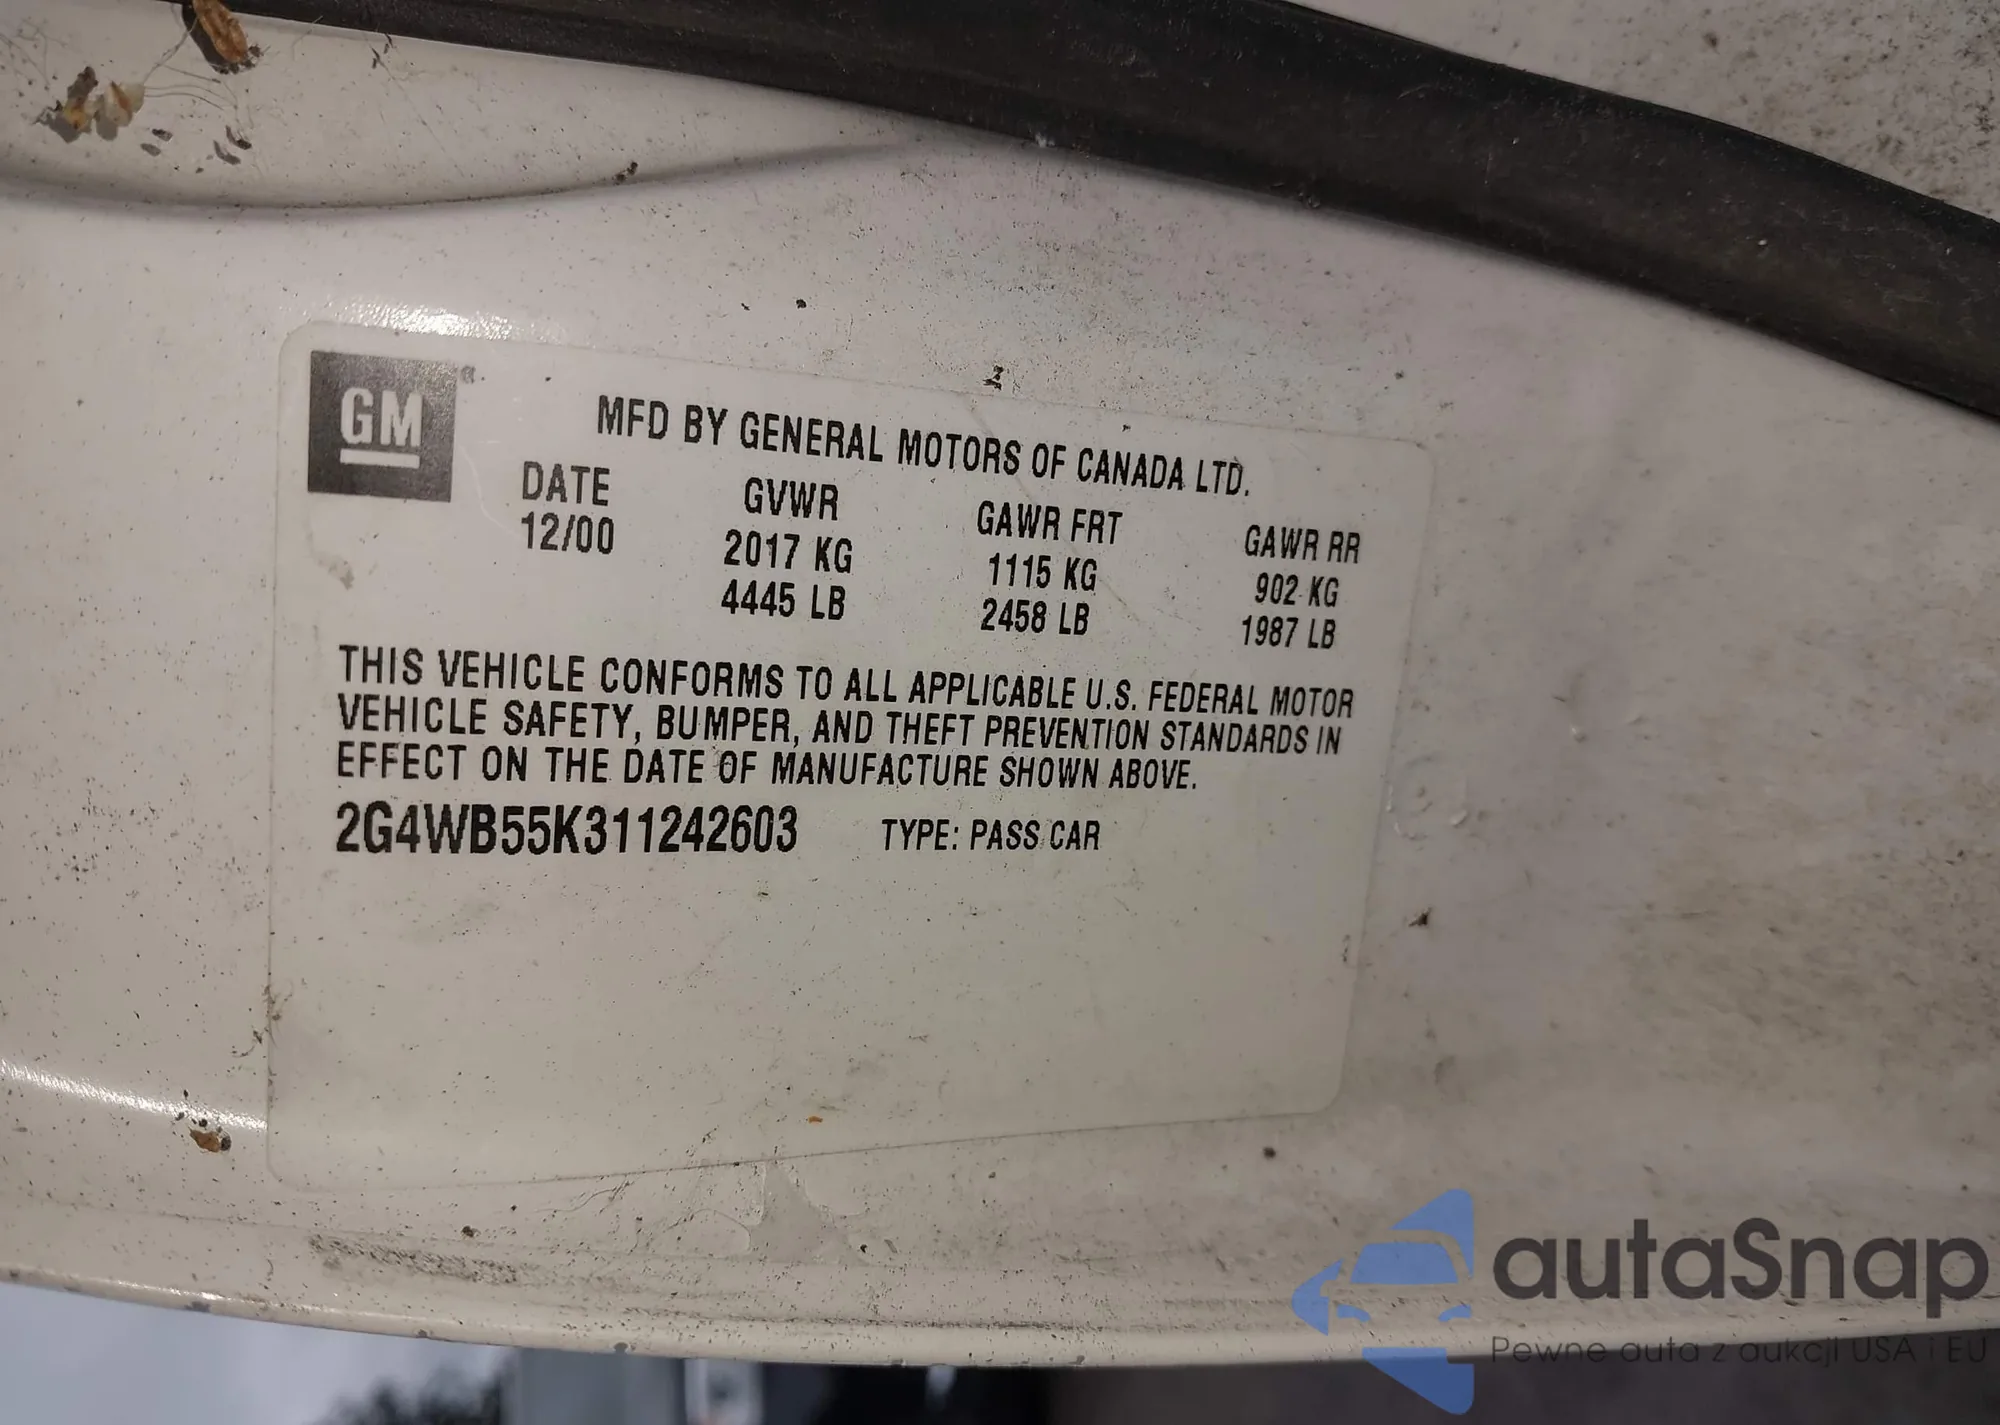 GM
MFD BY GENERAL MOTORS OF CANADA LTD.
DATE GVWR GAWR FRT GAWR RR
12/00 2017 KG 1115 KG 902 KG
4445 LB 2458 LB 1987 LB
THIS VEHICLE CONFORMS TO ALL APPLICABLE U.S. FEDERAL MOTOR
VEHICLE SAFETY, BUMPER, AND THEFT PREVENTION STANDARDS IN
EFFECT ON THE DATE OF MANUFACTURE SHOWN ABOVE.
2G4WB55K311242603 TYPE: PASS CAR
autaSnap
Pewne auta z aukcji USA i EU